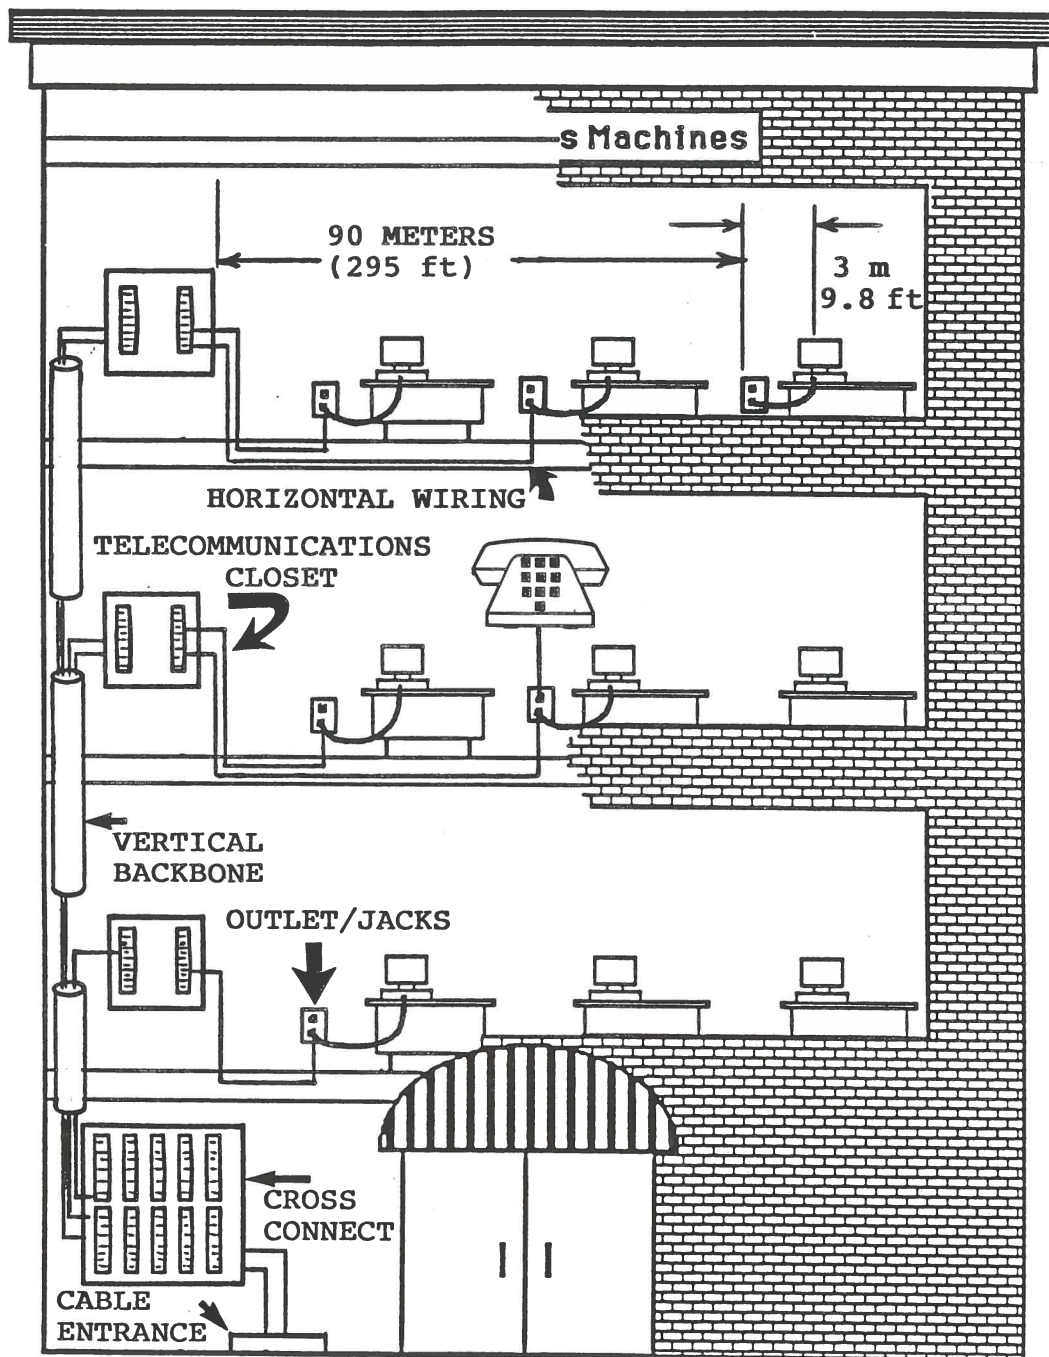 s Machines
90 METERS
(295 ft)
3 m
9.8 ft
HORIZONTAL WIRING
TELECOMMUNICATIONS
CLOSET
VERTICAL
BACKBONE
OUTLET/JACKS
CROSS
CONNECT
CABLE
ENTRANCE